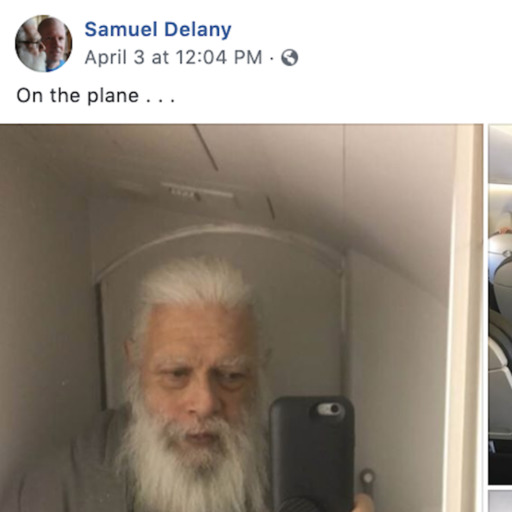 Samuel Delany
April 3 at 12:04 PM ·
On the plane . . .